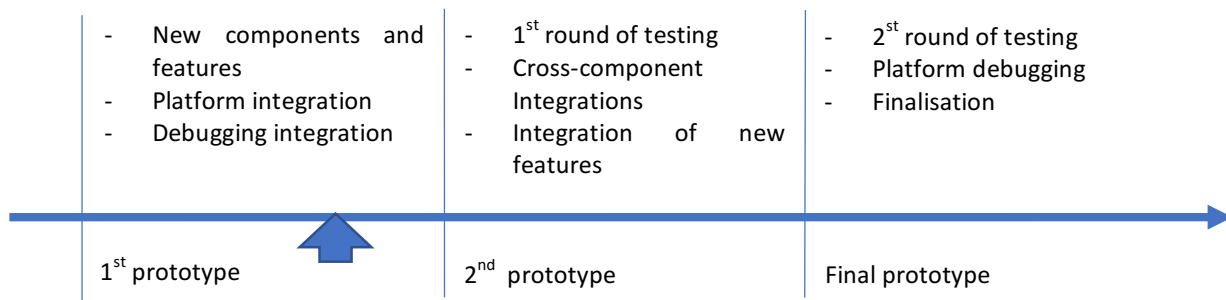 - New components and
features
- Platform integration
- Debugging integration
- 1st round of testing
- Cross-component
Integrations
- Integration of new
features
- 2st round of testing
- Platform debugging
- Finalisation
1st prototype
2nd prototype
Final prototype